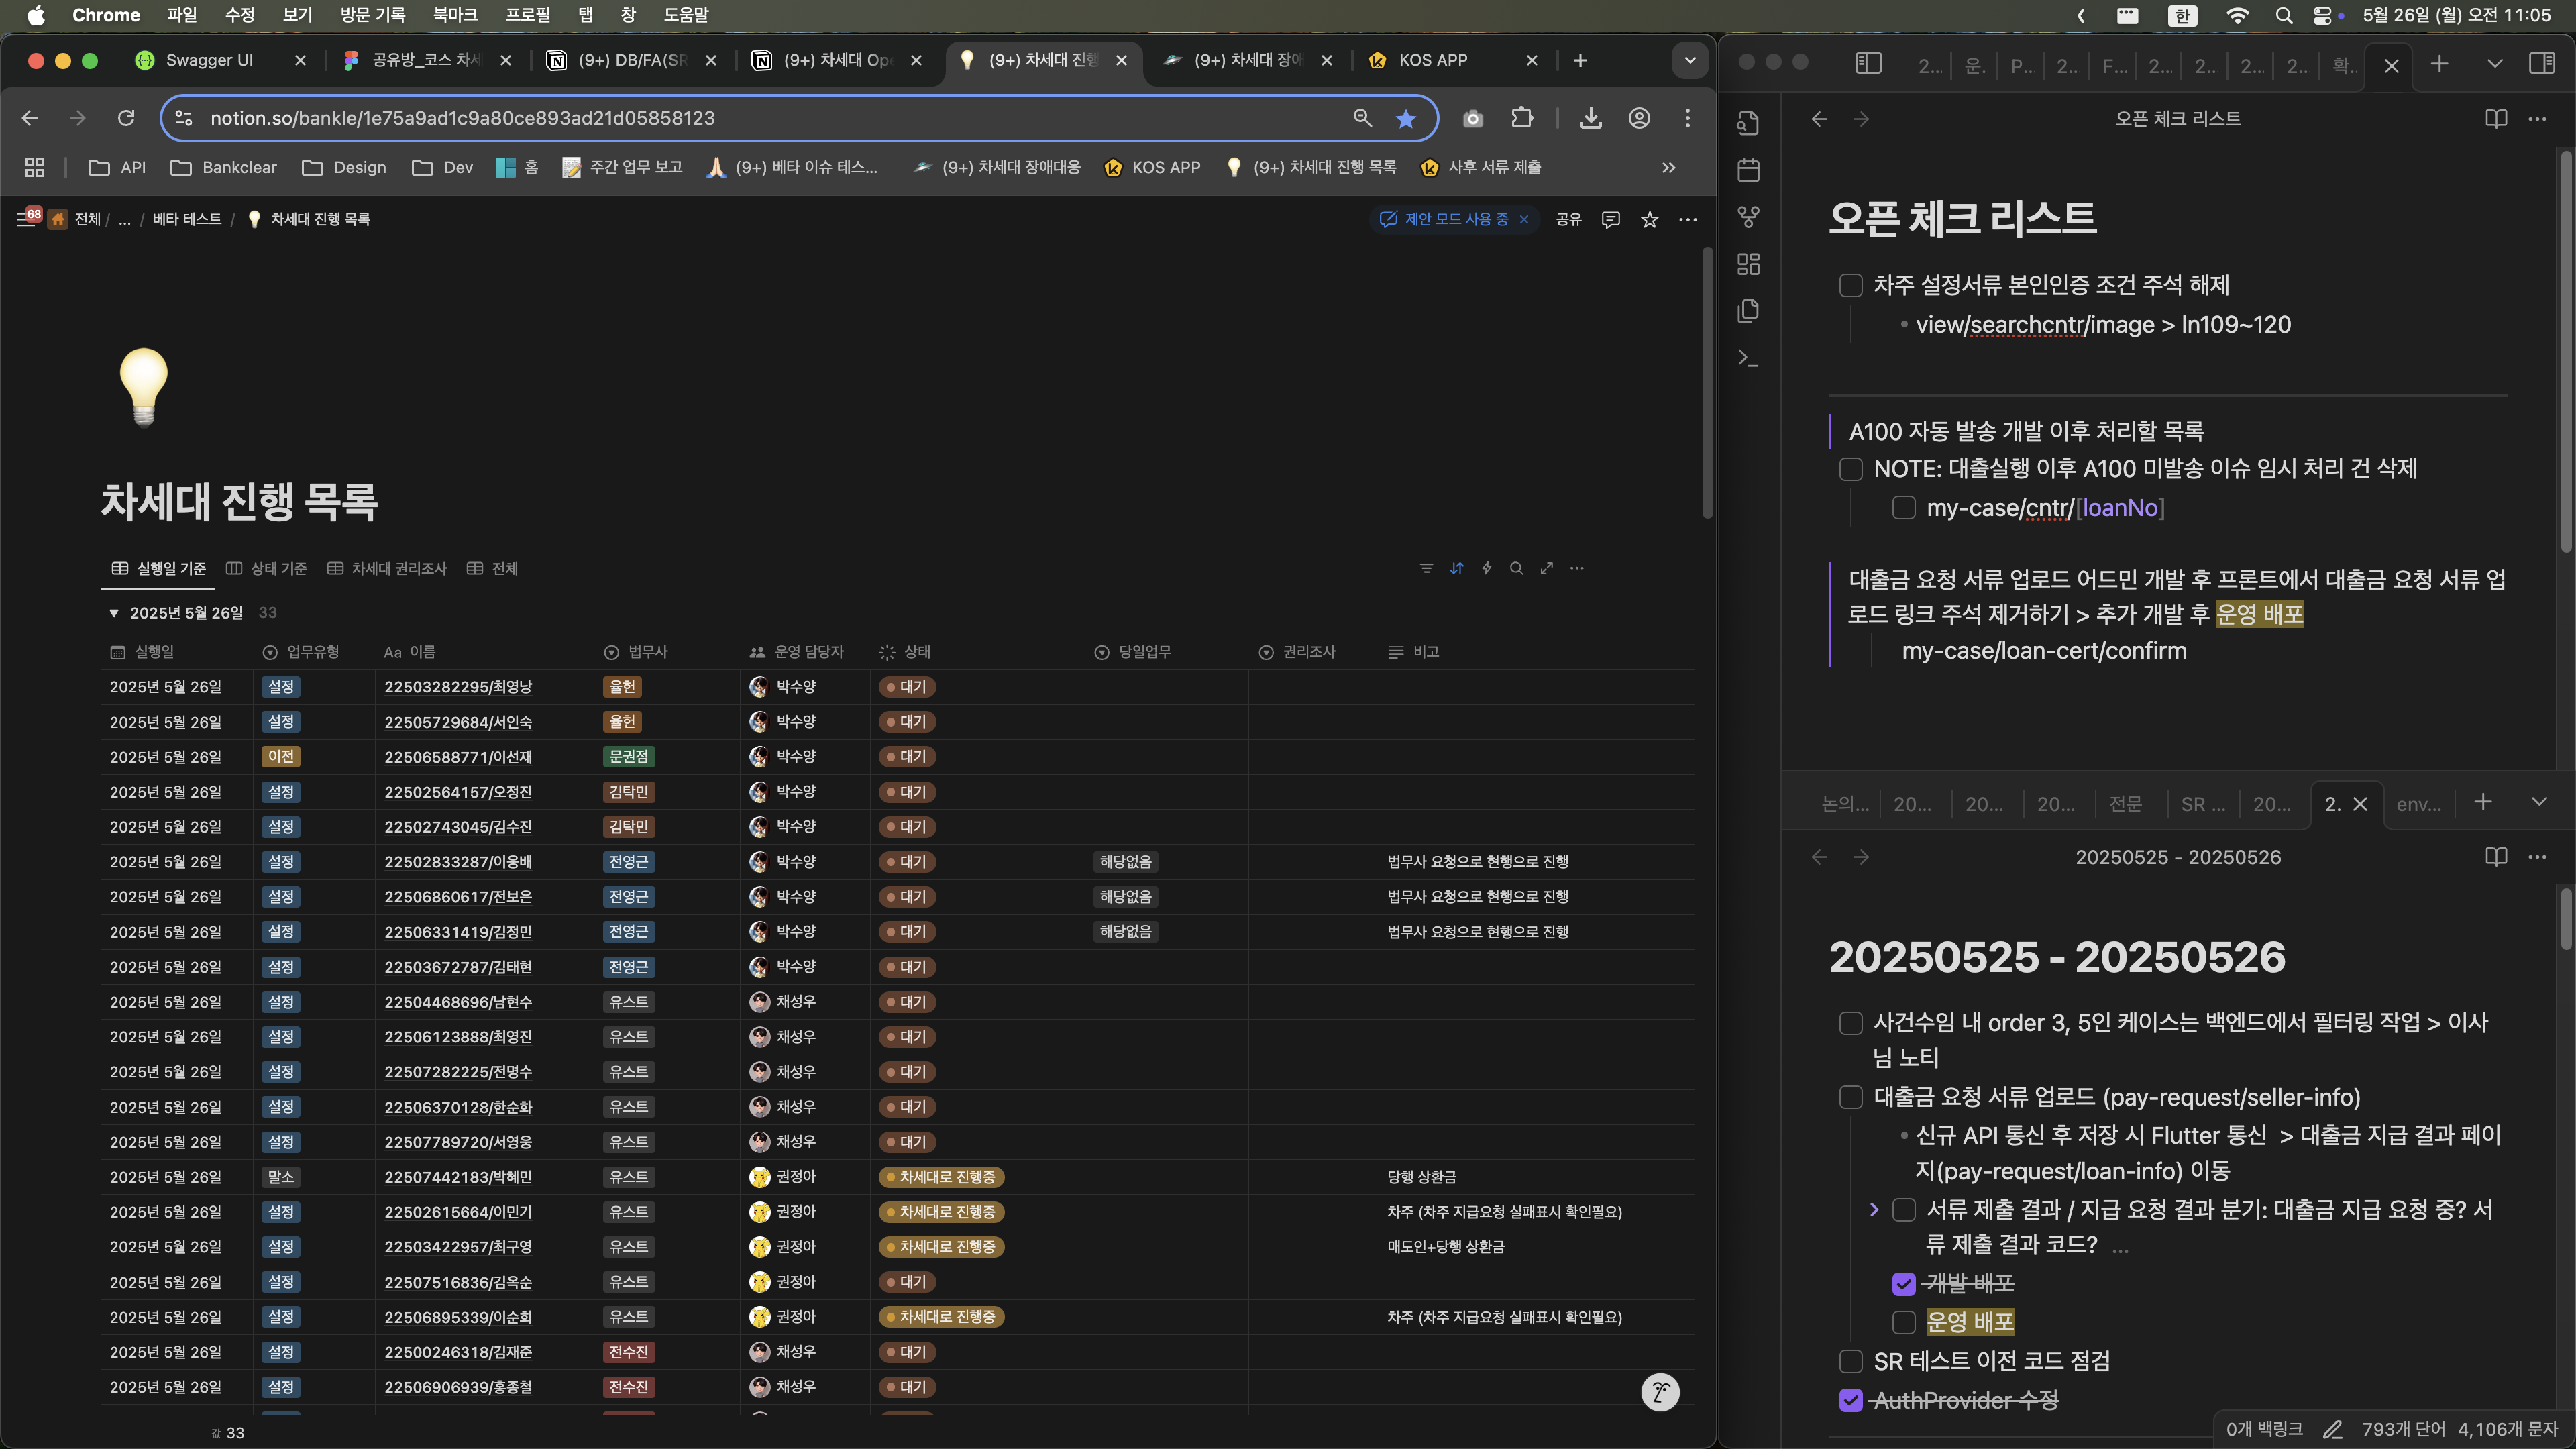 Chrome 파일 수정 보기 방문 기록 북마크 프로필 탭 창 도움말
한 5월 26일 (월) 오전 11:05
Swagger UI
공유방_코스 차세
(9+) DB/FA(SR
(9+) 차세대 Ope
(9+) 차세대 진행
(9+) 차세대 장애
KOS APP
notion.so/bankle/1e75a9ad1c9a80ce893ad21d05858123
API Bankclear Design Dev 홈 주간 업무 보고 (9+) 베타 이슈 테스... (9+) 차세대 장애대응 KOS APP (9+) 차세대 진행 목록 사후 서류 제출
68 전체 / ... / 베타 테스트 / 차세대 진행 목록
제안 모드 사용 중 공유
차세대 진행 목록
실행일 기준 상태 기준 차세대 권리조사 전체
2025년 5월 26일 33
실행일 업무유형 Aa 이름 법무사 운영 담당자 상태 당일업무 권리조사 비고
2025년 5월 26일 설정 22503282295/최영낭 율헌 박수양 대기
2025년 5월 26일 설정 22505729684/서인숙 율헌 박수양 대기
2025년 5월 26일 이전 22506588771/이선재 문권점 박수양 대기
2025년 5월 26일 설정 22502564157/오정진 김탁민 박수양 대기
2025년 5월 26일 설정 22502743045/김수진 김탁민 박수양 대기
2025년 5월 26일 설정 22502833287/이웅배 전영근 박수양 대기 해당없음 법무사 요청으로 현행으로 진행
2025년 5월 26일 설정 22506860617/전보은 전영근 박수양 대기 해당없음 법무사 요청으로 현행으로 진행
2025년 5월 26일 설정 22506331419/김정민 전영근 박수양 대기 해당없음 법무사 요청으로 현행으로 진행
2025년 5월 26일 설정 22503672787/김태현 전영근 박수양 대기
2025년 5월 26일 설정 22504468696/남현수 유스트 채성우 대기
2025년 5월 26일 설정 22506123888/최영진 유스트 채성우 대기
2025년 5월 26일 설정 22507282225/전명수 유스트 채성우 대기
2025년 5월 26일 설정 22506370128/한순화 유스트 채성우 대기
2025년 5월 26일 설정 22507789720/서영웅 유스트 채성우 대기
2025년 5월 26일 말소 22507442183/박혜민 유스트 권정아 차세대로 진행중 당행 상환금
2025년 5월 26일 설정 22502615664/이민기 유스트 권정아 차세대로 진행중 차주 (차주 지급요청 실패표시 확인필요)
2025년 5월 26일 설정 22503422957/최구영 유스트 권정아 차세대로 진행중 매도인+당행 상환금
2025년 5월 26일 설정 22507516836/김옥순 유스트 권정아 대기
2025년 5월 26일 설정 22506895339/이순희 유스트 권정아 차세대로 진행중 차주 (차주 지급요청 실패표시 확인필요)
2025년 5월 26일 설정 22500246318/김재준 전수진 채성우 대기
2025년 5월 26일 설정 22506906939/홍종철 전수진 채성우 대기
값 33
2... 운.. P... 2... F... 2... 2... 2... 2... 확..
오픈 체크 리스트
오픈 체크 리스트
차주 설정서류 본인인증 조건 주석 해제
view/searchcntr/image > ln109~120
A100 자동 발송 개발 이후 처리할 목록
NOTE: 대출실행 이후 A100 미발송 이슈 임시 처리 건 삭제
my-case/cntr/[loanNo]
대출금 요청 서류 업로드 어드민 개발 후 프론트에서 대출금 요청 서류 업
로드 링크 주석 제거하기 > 추가 개발 후 운영 배포
my-case/loan-cert/confirm
논의... 20... 20... 20... 전문 SR ... 20... 2. env...
20250525 - 20250526
20250525 - 20250526
사건수임 내 order 3, 5인 케이스는 백엔드에서 필터링 작업 > 이사
님 노티
대출금 요청 서류 업로드 (pay-request/seller-info)
신규 API 통신 후 저장 시 Flutter 통신 > 대출금 지급 결과 페이
지(pay-request/loan-info) 이동
서류 제출 결과 / 지급 요청 결과 분기: 대출금 지급 요청 중? 서
류 제출 결과 코드? ...
개발 배포
운영 배포
SR 테스트 이전 코드 점검
AuthProvider 수정
0개 백링크 793개 단어 4,106개 문자